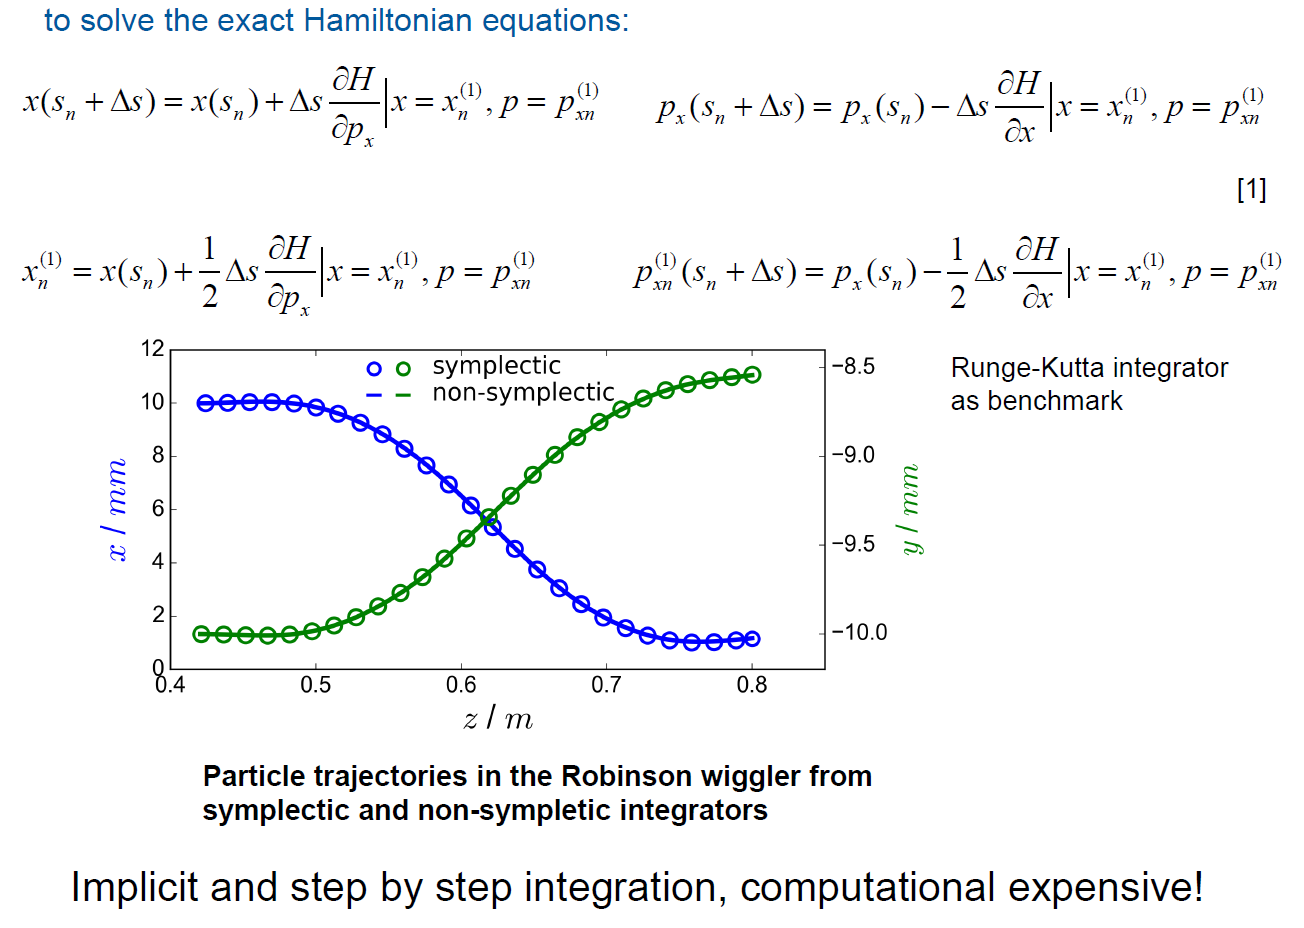 to solve the exact Hamiltonian equations:
x(s_n + Δs) = x(s_n) + Δs ∂H/∂p_x | x = x_n^(1), p = p_xn^(1)
p_x(s_n + Δs) = p_x(s_n) − Δs ∂H/∂x | x = x_n^(1), p = p_xn^(1)
[1]
x_n^(1) = x(s_n) + 1/2 Δs ∂H/∂p_x | x = x_n^(1), p = p_xn^(1)
p_xn^(1)(s_n + Δs) = p_x(s_n) − 1/2 Δs ∂H/∂x | x = x_n^(1), p = p_xn^(1)
symplectic
non-symplectic
12
10
8
6
4
2
0
x / mm
−8.5
−9.0
−9.5
−10.0
y / mm
0.4 0.5 0.6 0.7 0.8
z / m
Runge-Kutta integrator
as benchmark
Particle trajectories in the Robinson wiggler from
symplectic and non-sympletic integrators
Implicit and step by step integration, computational expensive!